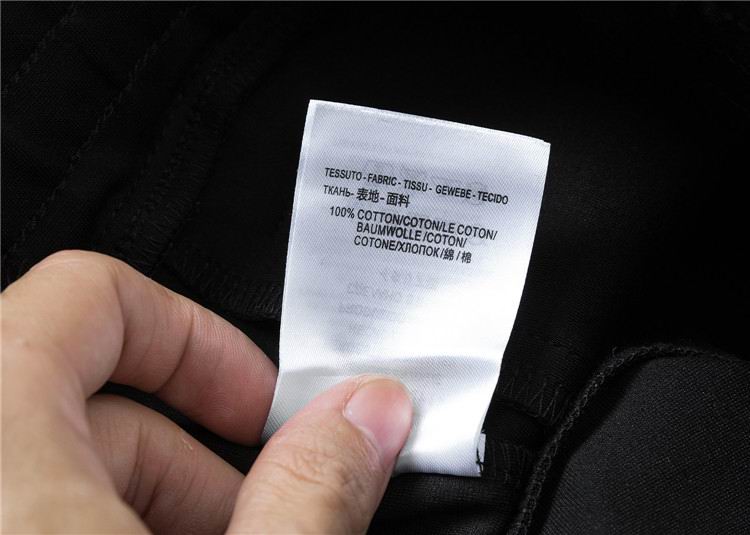 TESSUTO - FABRIC - TISSU - GEWEBE - TECIDO
ТКАНЬ- 表地 - 面料
100% COTTON/COTON/LE COTON/
BAUMWOLLE /COTON/
COTONE/ХЛОПОК/綿 / 棉